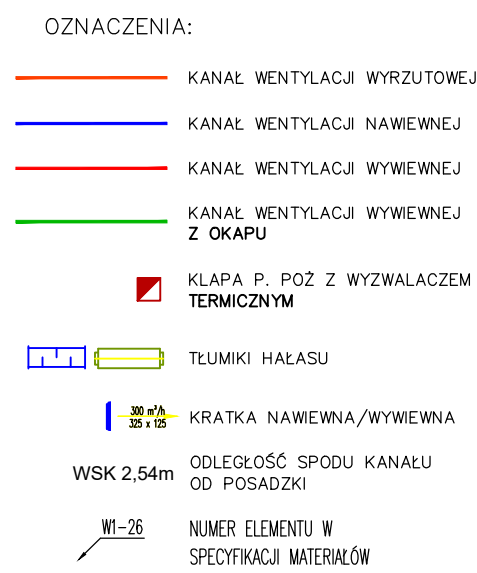 OZNACZENIA:
KANAŁ WENTYLACJI WYRZUTOWEJ
KANAŁ WENTYLACJI NAWIEWNEJ
KANAŁ WENTYLACJI WYWIEWNEJ
KANAŁ WENTYLACJI WYWIEWNEJ
Z OKAPU
KLAPA P. POŻ Z WYZWALACZEM
TERMICZNYM
TŁUMIKI HAŁASU
300 m³/h
325 x 125
KRATKA NAWIEWNA/WYWIEWNA
WSK 2,54m
ODLEGŁOŚĆ SPODU KANAŁU
OD POSADZKI
W1-26
NUMER ELEMENTU W
SPECYFIKACJI MATERIAŁÓW